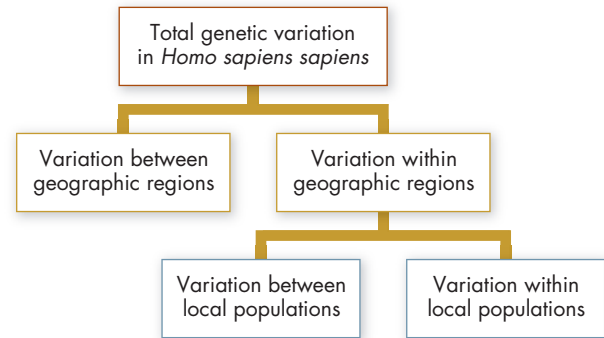 Total genetic variation
in Homo sapiens sapiens
Variation between
geographic regions
Variation within
geographic regions
Variation between
local populations
Variation within
local populations